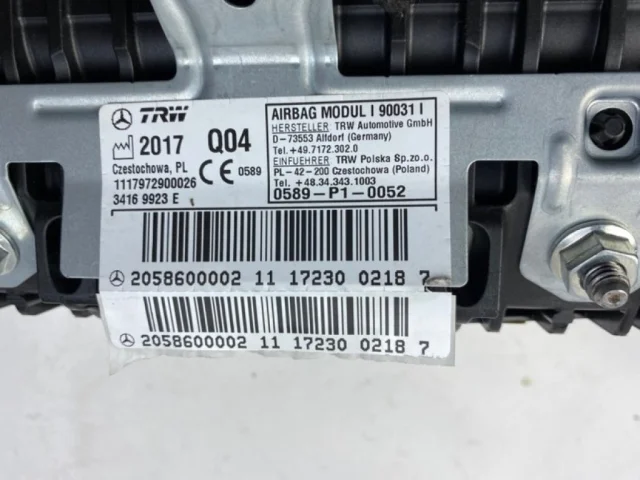 TRW
2017 Q04
Czestochowa, PL CE 0589
1117972900026
3416 9923 E
AIRBAG MODUL I 90031 I
HERSTELLER TRW Automotive GmbH
D-73553 Alfdorf (Germany)
Tel.+49.7172.302.0
EINFUEHRER TRW Polska Sp.zo.o.
PL-42-200 Czestochowa (Poland)
Tel.+48.34.343.1003
0589-P1-0052
2058600002 11 17230 0218 7
2058600002 11 17230 0218 7